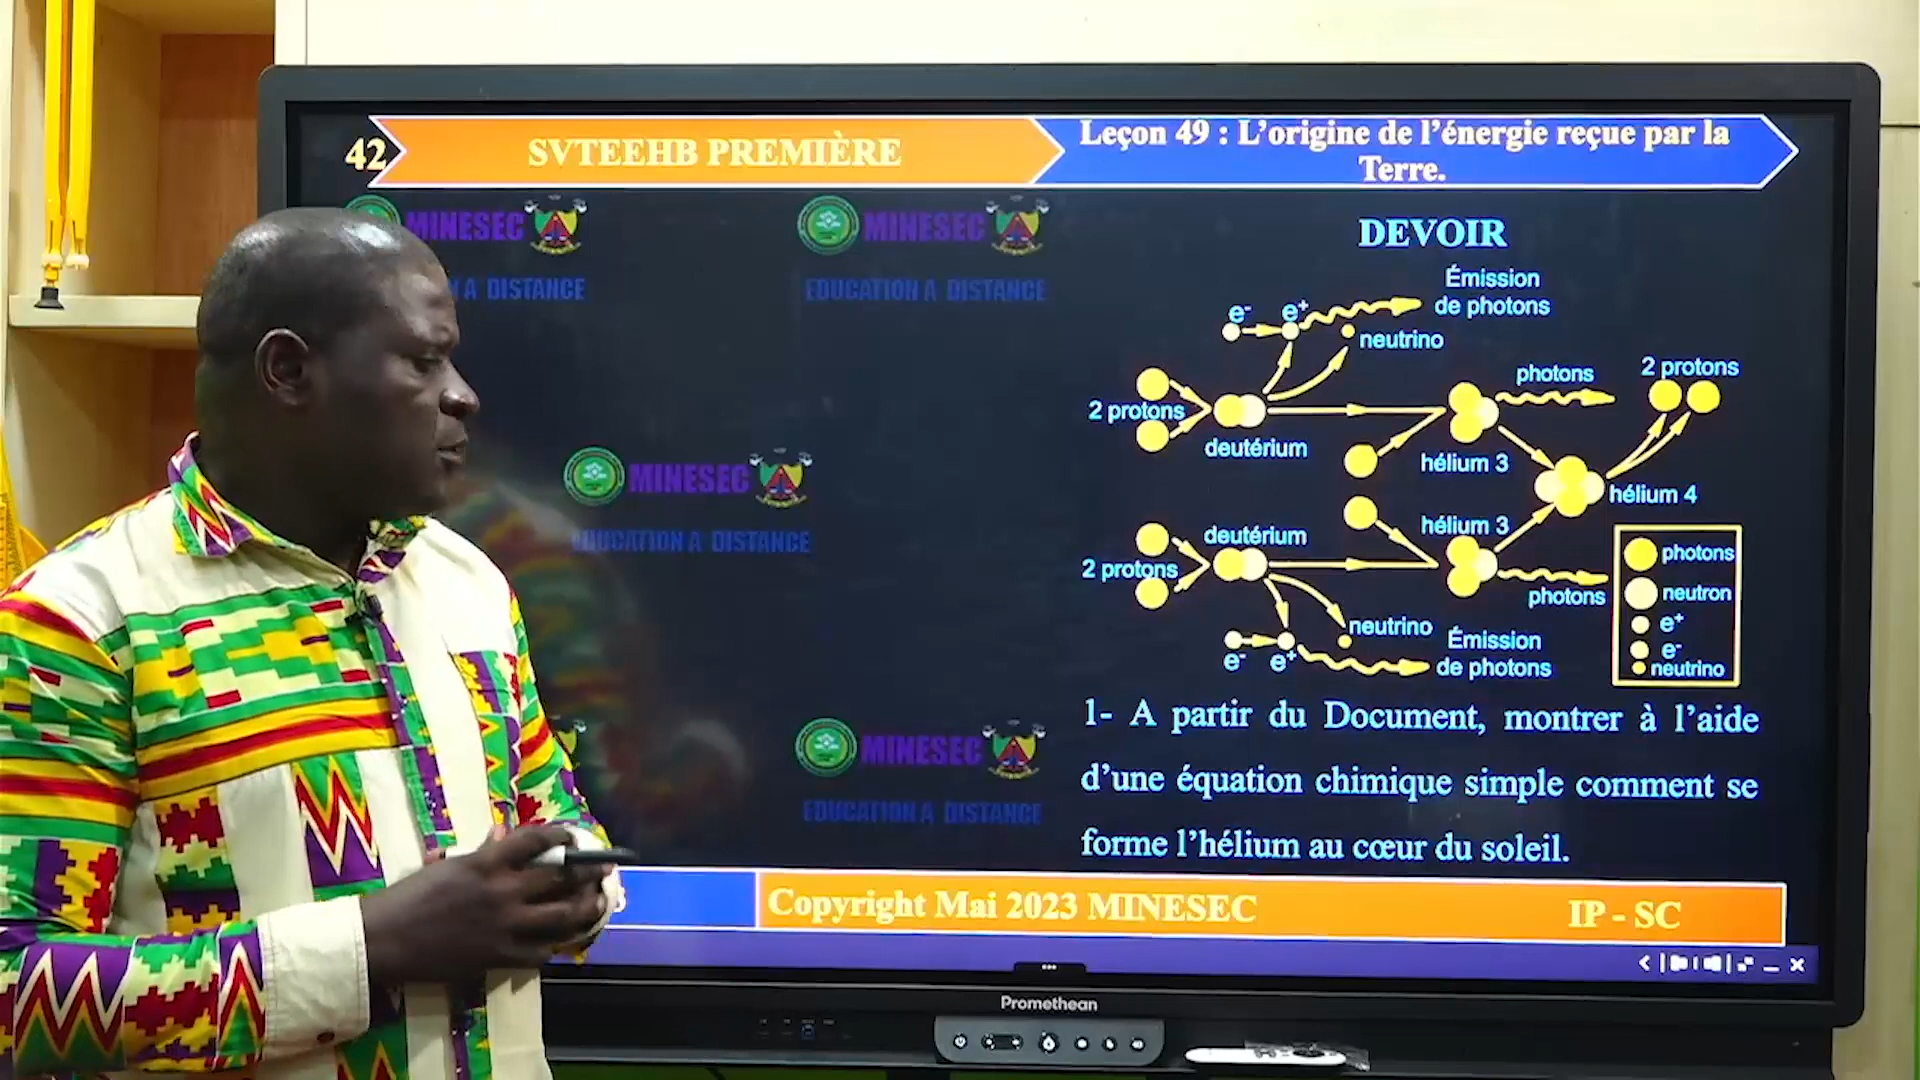 42
SVTEEHB PREMIÈRE
Leçon 49 : L’origine de l’énergie reçue par la
Terre.
MINESEC
N A DISTANCE
MINESEC
EDUCATION A DISTANCE
MINESEC
EDUCATION A DISTANCE
MINESEC
EDUCATION A DISTANCE
DEVOIR
Émission
de photons
e-
e+
neutrino
photons
2 protons
2 protons
deutérium
hélium 3
hélium 4
hélium 3
deutérium
2 protons
photons
neutrino
Émission
de photons
e-
e+
photons
neutron
e+
e-
neutrino
1- A partir du Document, montrer à l’aide
d’une équation chimique simple comment se
forme l’hélium au cœur du soleil.
Copyright Mai 2023 MINESEC
IP - SC
Promethean